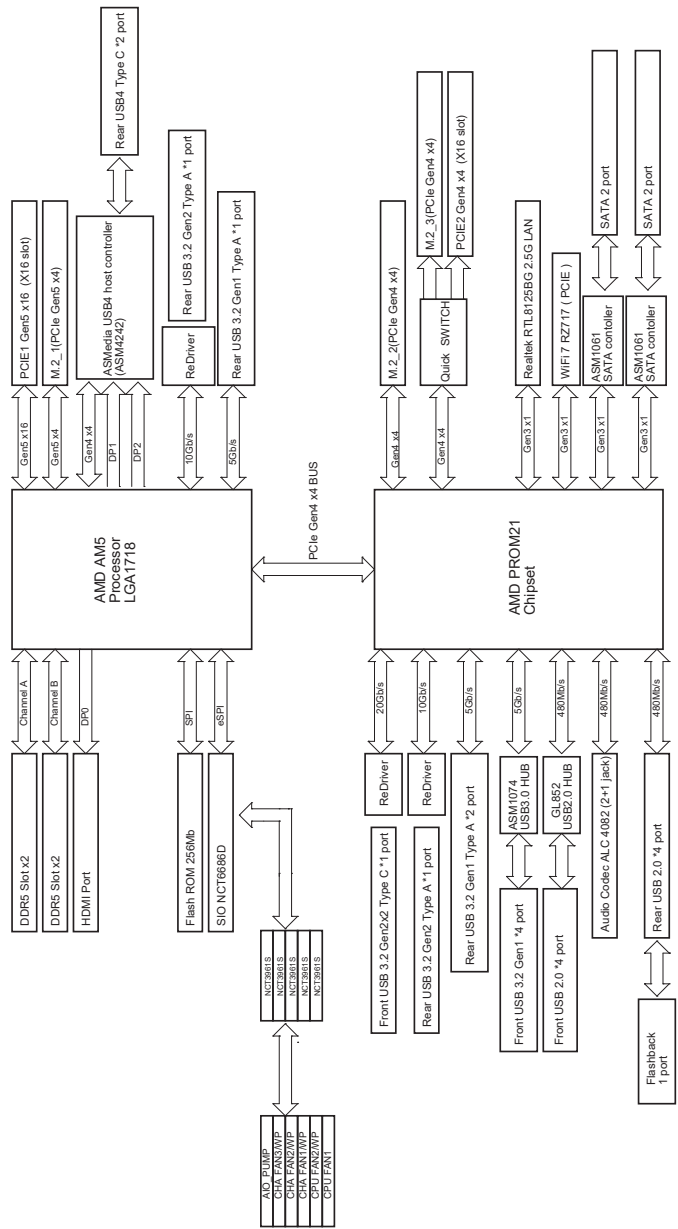 Rear USB4 Type C *2 port
PCIE1 Gen5 x16 (X16 slot)
M.2_1(PCIe Gen5 x4)
ASMedia USB4 host controller
(ASM4242)
Rear USB 3.2 Gen2 Type A *1 port
ReDriver
Rear USB 3.2 Gen1 Type A *1 port
Gen5 x16
Gen5 x4
Gen4 x4
DP1
DP2
10Gb/s
5Gb/s
AMD AM5
Processor
LGA1718
Channel A
Channel B
DP0
SPI
eSPI
DDR5 Slot x2
DDR5 Slot x2
HDMI Port
Flash ROM 256Mb
SIO NCT6686D
NCT3961S
NCT3961S
NCT3961S
NCT3961S
NCT3961S
AIO_PUMP
CHA FAN3/WP
CHA FAN2/WP
CHA FAN1/WP
CPU FAN2/WP
CPU FAN1
PCIe Gen4 x4 BUS
M.2_2(PCIe Gen4 x4)
M.2_3(PCIe Gen4 x4)
PCIE2 Gen4 x4 (X16 slot)
Quick SWITCH
Realtek RTL8125BG 2.5G LAN
WiFi7 RZ717 ( PCIE )
ASM1061
SATA contoller
SATA 2 port
ASM1061
SATA contoller
SATA 2 port
Gen4 x4
Gen4 x4
Gen3 x1
Gen3 x1
Gen3 x1
Gen3 x1
AMD PROM21
Chipset
20Gb/s
10Gb/s
5Gb/s
5Gb/s
480Mb/s
480Mb/s
480Mb/s
ReDriver
Front USB 3.2 Gen2x2 Type C *1 port
ReDriver
Rear USB 3.2 Gen2 Type A *1 port
Rear USB 3.2 Gen1 Type A *2 port
ASM1074
USB3.0 HUB
Front USB 3.2 Gen1 *4 port
GL852
USB2.0 HUB
Front USB 2.0 *4 port
Audio Codec ALC 4082 (2+1 jack)
Rear USB 2.0 *4 port
Flashback
1 port